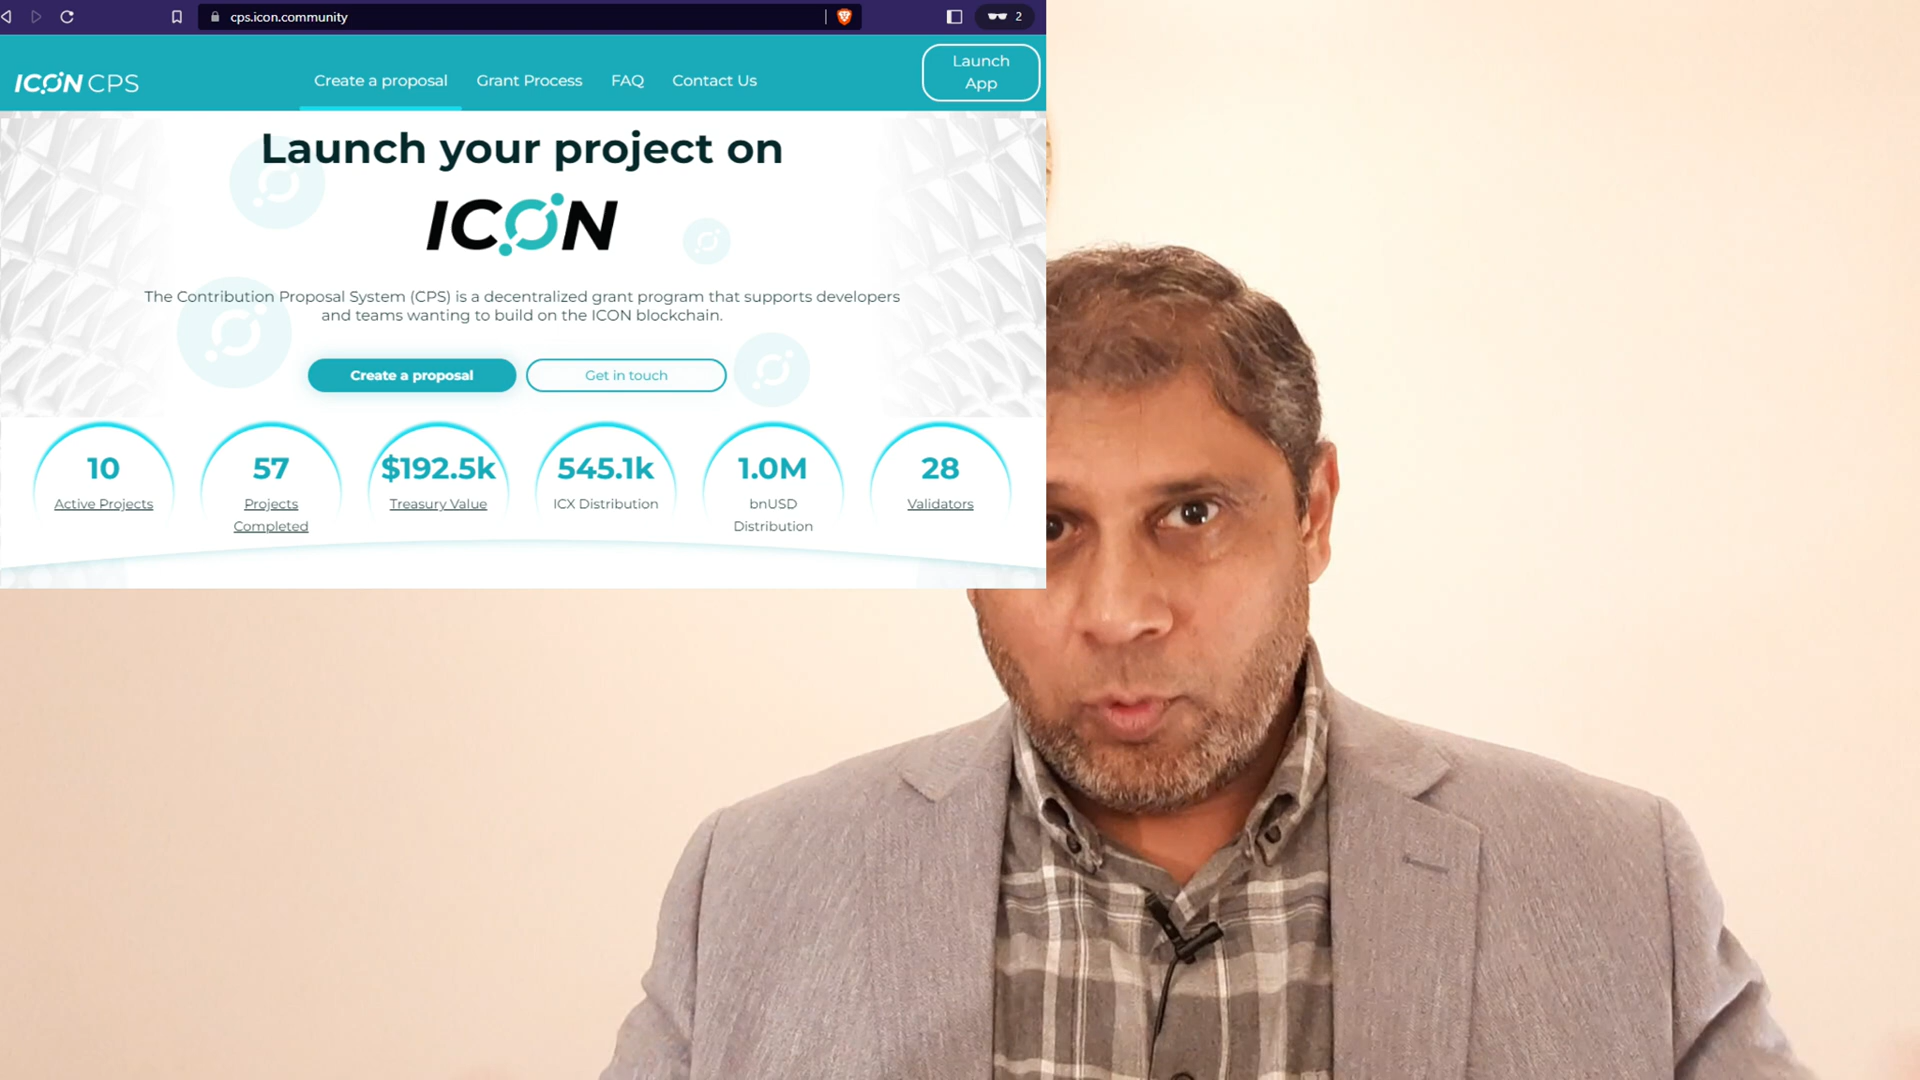 cps.icon.community
2
ICON CPS
Create a proposal
Grant Process
FAQ
Contact Us
Launch
App
Launch your project on
ICON
The Contribution Proposal System (CPS) is a decentralized grant program that supports developers
and teams wanting to build on the ICON blockchain.
Create a proposal
Get in touch
10
Active Projects
57
Projects
Completed
$192.5k
Treasury Value
545.1k
ICX Distribution
1.0M
bnUSD
Distribution
28
Validators